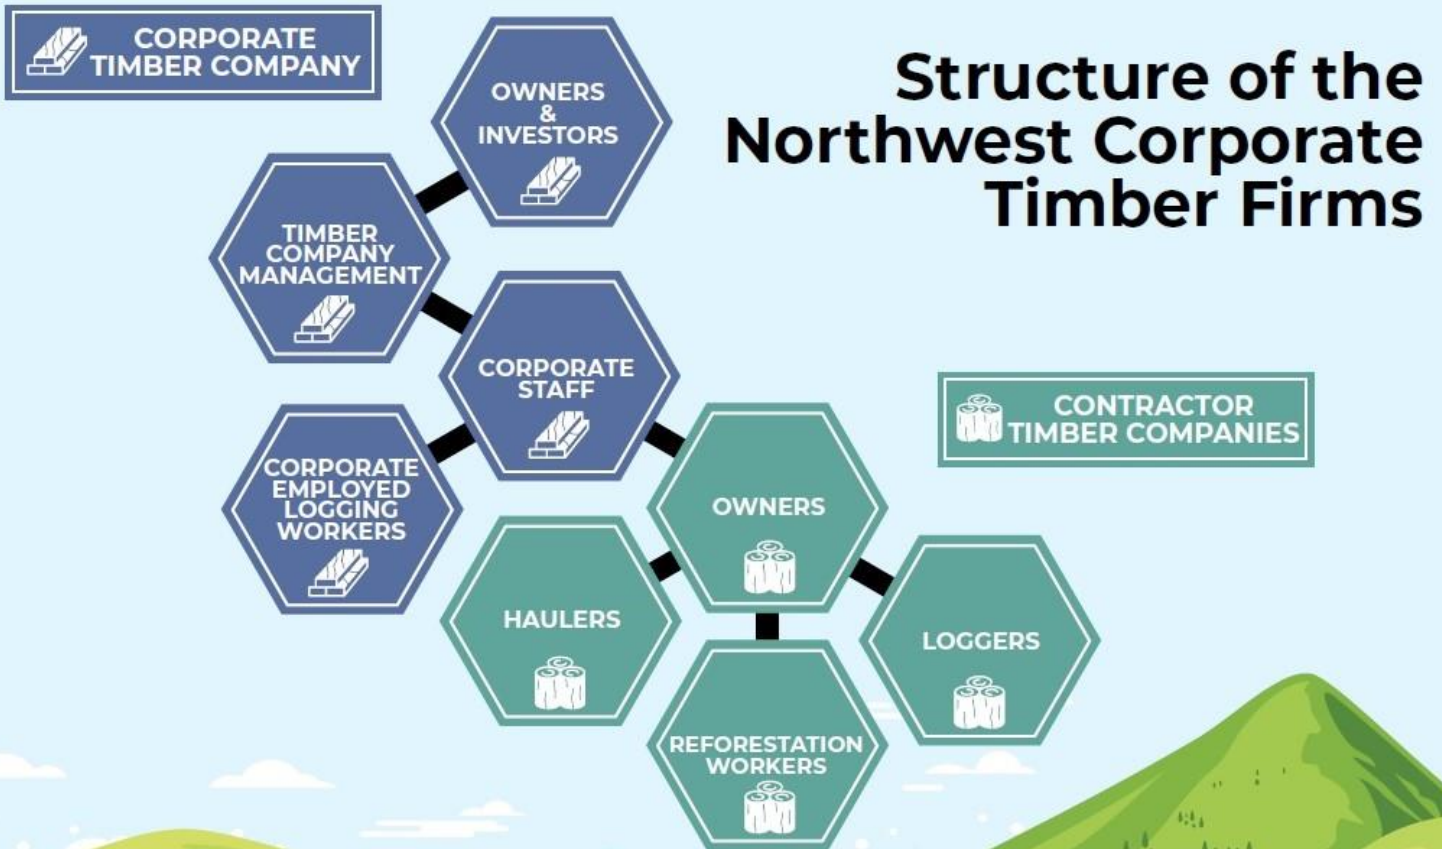 CORPORATE
TIMBER COMPANY
OWNERS
&
INVESTORS
Structure of the
Northwest Corporate
Timber Firms
TIMBER
COMPANY
MANAGEMENT
CORPORATE
STAFF
CONTRACTOR
TIMBER COMPANIES
CORPORATE
EMPLOYED
LOGGING
WORKERS
OWNERS
HAULERS
LOGGERS
REFORESTATION
WORKERS